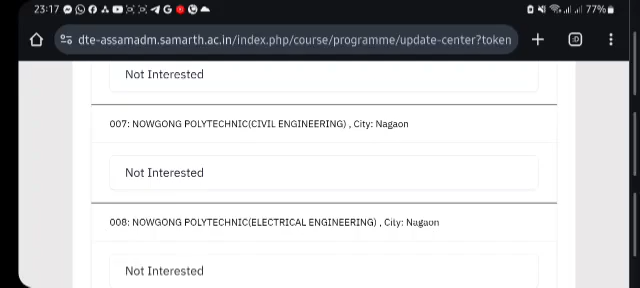 23:17
77%
dte-assamadm.samarth.ac.in/index.php/course/programme/update-center?token
:D
Not Interested
007: NOWGONG POLYTECHNIC(CIVIL ENGINEERING) , City: Nagaon
Not Interested
008: NOWGONG POLYTECHNIC(ELECTRICAL ENGINEERING) , City: Nagaon
Not Interested